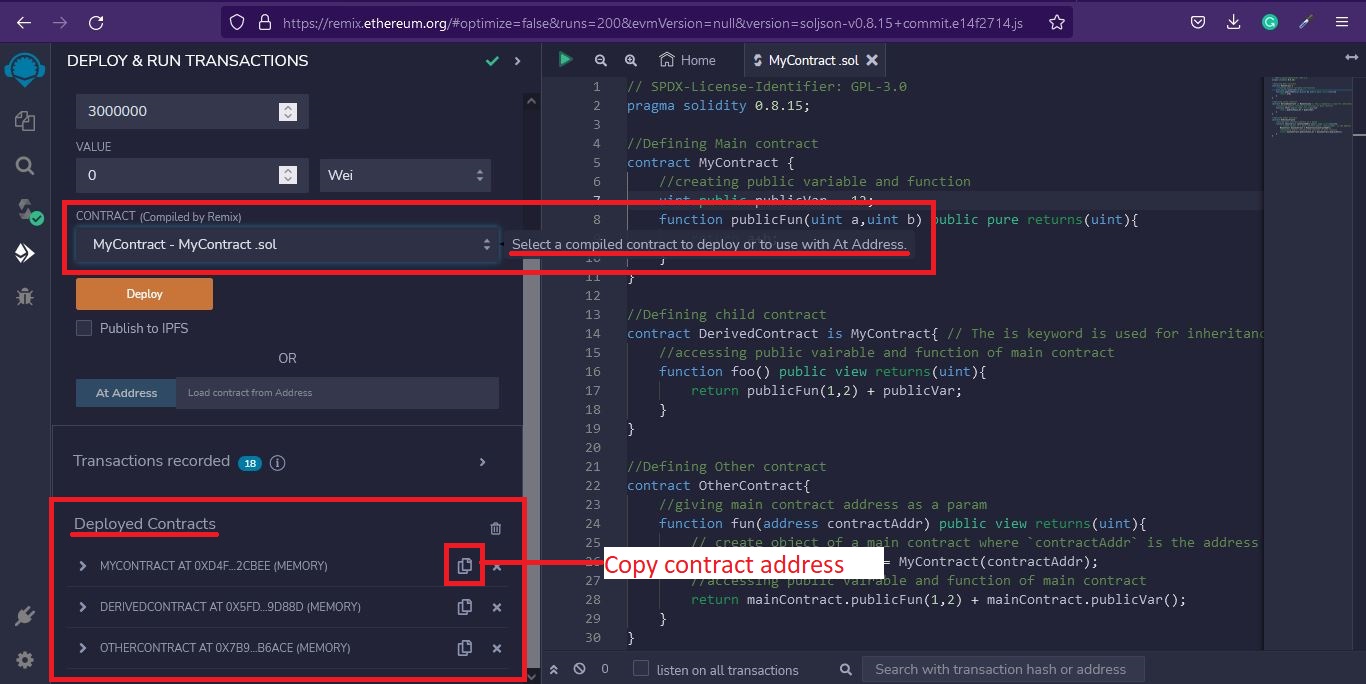 https://remix.ethereum.org/#optimize=false&runs=200&evmVersion=null&version=soljson-v0.8.15+commit.e14f2714.js
DEPLOY & RUN TRANSACTIONS
3000000
VALUE
0
Wei
CONTRACT (Compiled by Remix)
MyContract - MyContract .sol
Select a compiled contract to deploy or to use with At Address.
Deploy
Publish to IPFS
OR
At Address
Load contract from Address
Transactions recorded 18 i
Deployed Contracts
MYCONTRACT AT 0XD4F...2CBEE (MEMORY)
DERIVEDCONTRACT AT 0X5FD...9D88D (MEMORY)
OTHERCONTRACT AT 0X7B9...B6ACE (MEMORY)
Copy contract address
Home
MyContract .sol
1 // SPDX-License-Identifier: GPL-3.0
2 pragma solidity 0.8.15;
3
4 //Defining Main contract
5 contract MyContract {
6 //creating public variable and function
7 uint public publicVar = 12;
8 function publicFun(uint a,uint b) public pure returns(uint){
10 }
11 }
12
13 //Defining child contract
14 contract DerivedContract is MyContract{ // The is keyword is used for inheritanc
15 //accessing public vairable and function of main contract
16 function foo() public view returns(uint){
17 return publicFun(1,2) + publicVar;
18 }
19 }
20
21 //Defining Other contract
22 contract OtherContract{
23 //giving main contract address as a param
24 function fun(address contractAddr) public view returns(uint){
25 // create object of a main contract where `contractAddr` is the address
= MyContract(contractAddr);
27 //accessing public vairable and function of main contract
28 return mainContract.publicFun(1,2) + mainContract.publicVar();
29 }
30 }
0
listen on all transactions
Search with transaction hash or address